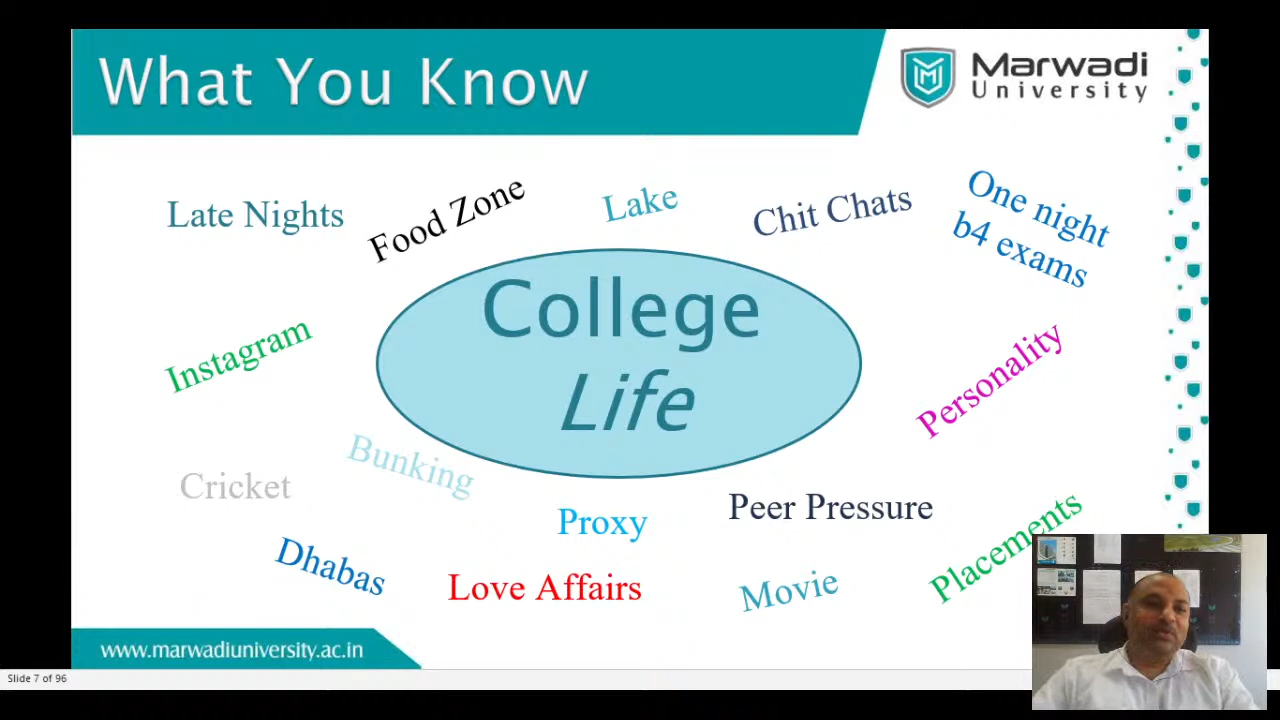 What You Know
Marwadi
University
Late Nights
Food Zone
Lake
Chit Chats
One night
b4 exams
College
Life
Instagram
Personality
Bunking
Cricket
Proxy
Peer Pressure
Placements
Dhabas
Love Affairs
Movie
www.marwadiuniversity.ac.in
Slide 7 of 96